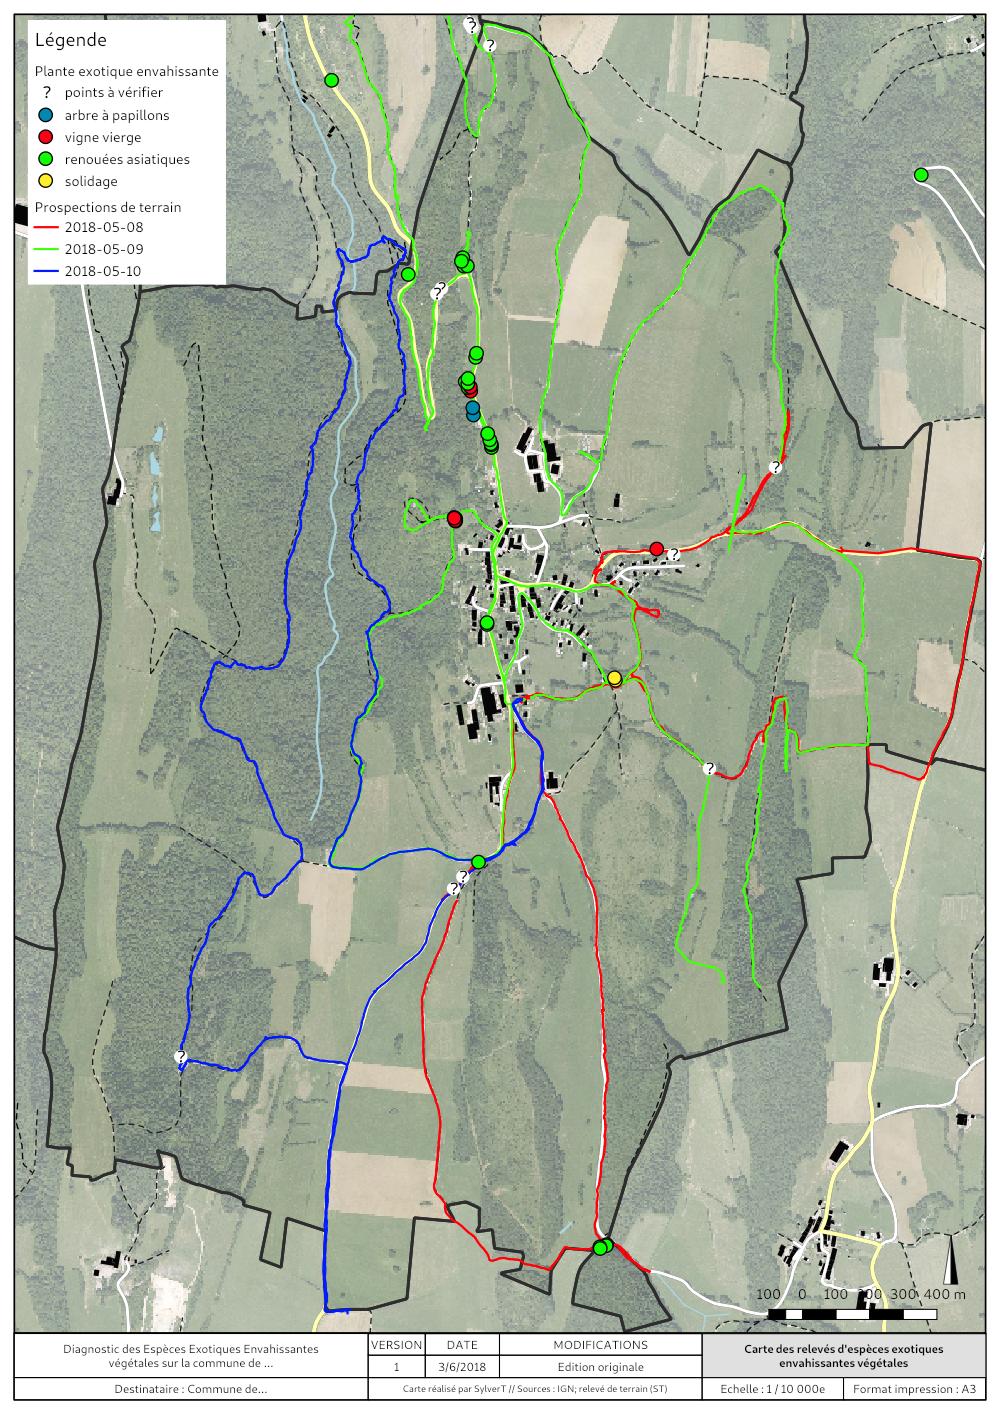 Légende
Plante exotique envahissante
? points à vérifier
arbre à papillons
vigne vierge
renouées asiatiques
solidage
Prospections de terrain
2018-05-08
2018-05-09
2018-05-10
?
?
??
?
?
?
?
?
?
100 0 100 200 300 400 m
Diagnostic des Espèces Exotiques Envahissantes
végétales sur la commune de ...
Destinataire : Commune de...
VERSION DATE MODIFICATIONS
1 3/6/2018 Edition originale
Carte réalisé par SylverT // Sources : IGN; relevé de terrain (ST)
Carte des relevés d'espèces exotiques
envahissantes végétales
Echelle : 1 / 10 000e Format impression : A3